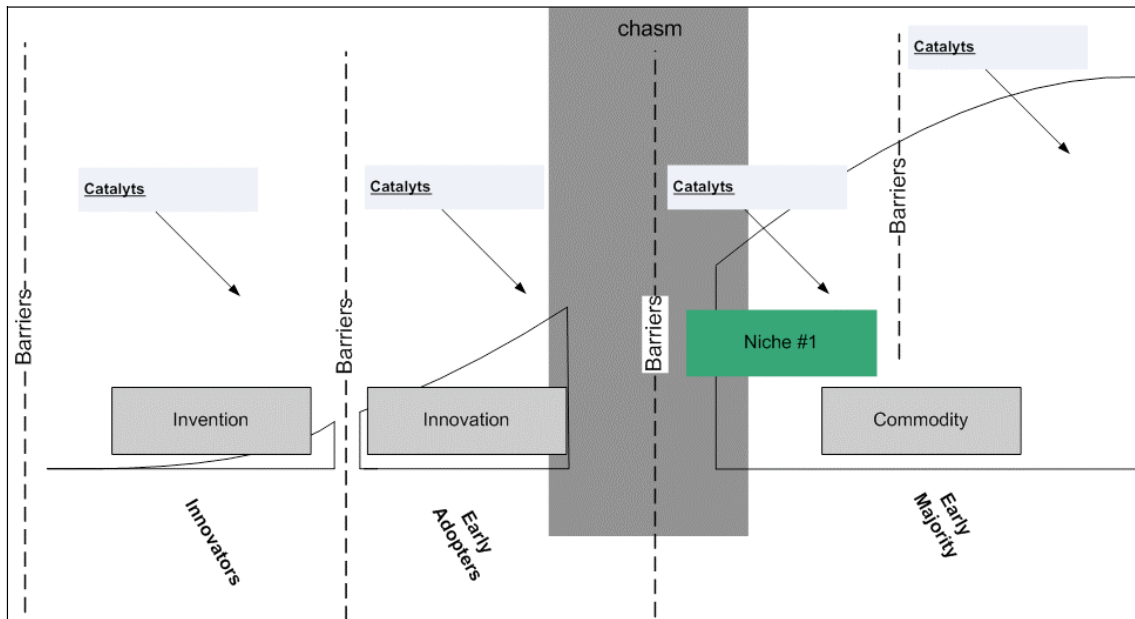 chasm
Catalyts
Catalyts
Catalyts
Catalyts
Barriers
Barriers
Barriers
Barriers
Niche #1
Invention
Innovation
Commodity
Innovators
Early
Adopters
Early
Majority